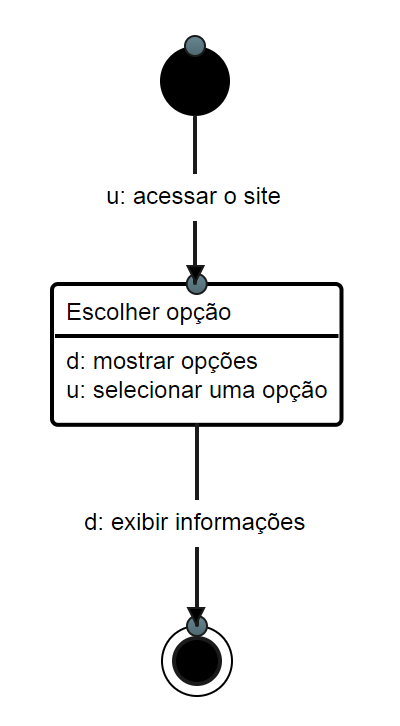 u: acessar o site
Escolher opção
d: mostrar opções
u: selecionar uma opção
d: exibir informações